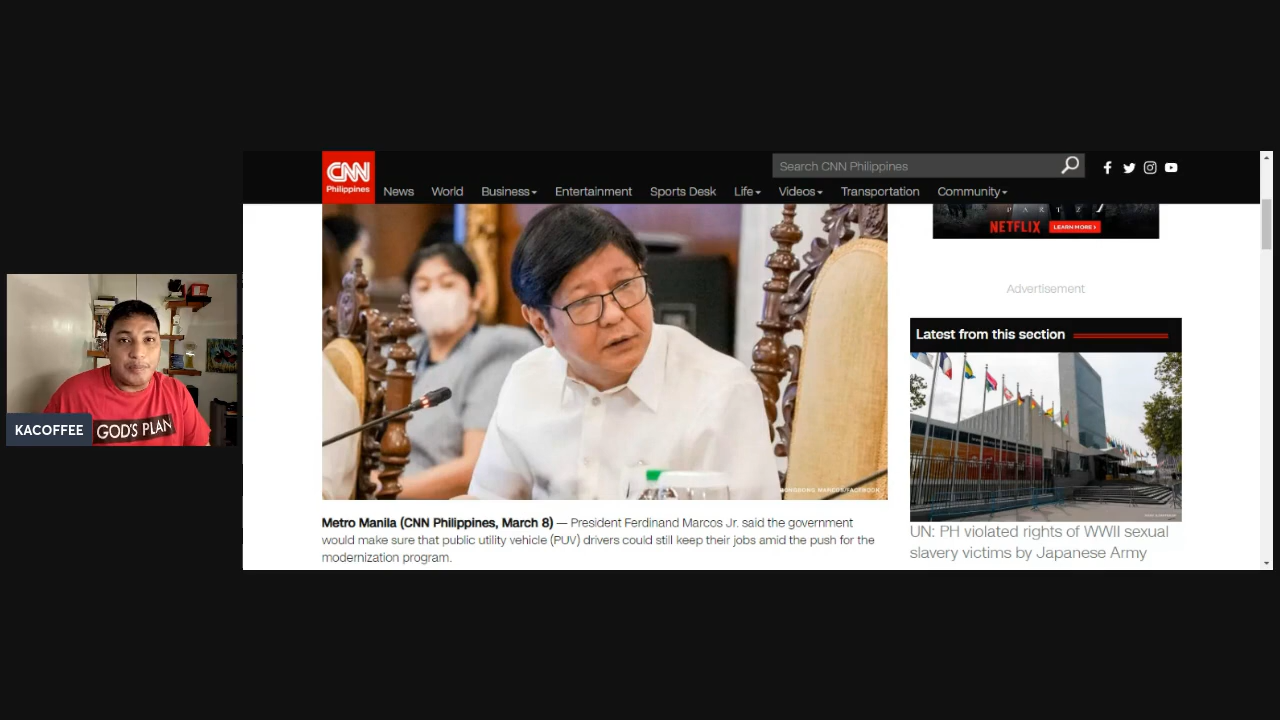 CNN
Philippines
Search CNN Philippines
News World Business Entertainment Sports Desk Life Videos Transportation Community
NETFLIX LEARN MORE >
Advertisement
Latest from this section
KACOFFEE
GOD'S PLAN
BONGBONG MARCOS/FACEBOOK
Metro Manila (CNN Philippines, March 8) — President Ferdinand Marcos Jr. said the government
would make sure that public utility vehicle (PUV) drivers could still keep their jobs amid the push for the
modernization program.
UN: PH violated rights of WWII sexual
slavery victims by Japanese Army